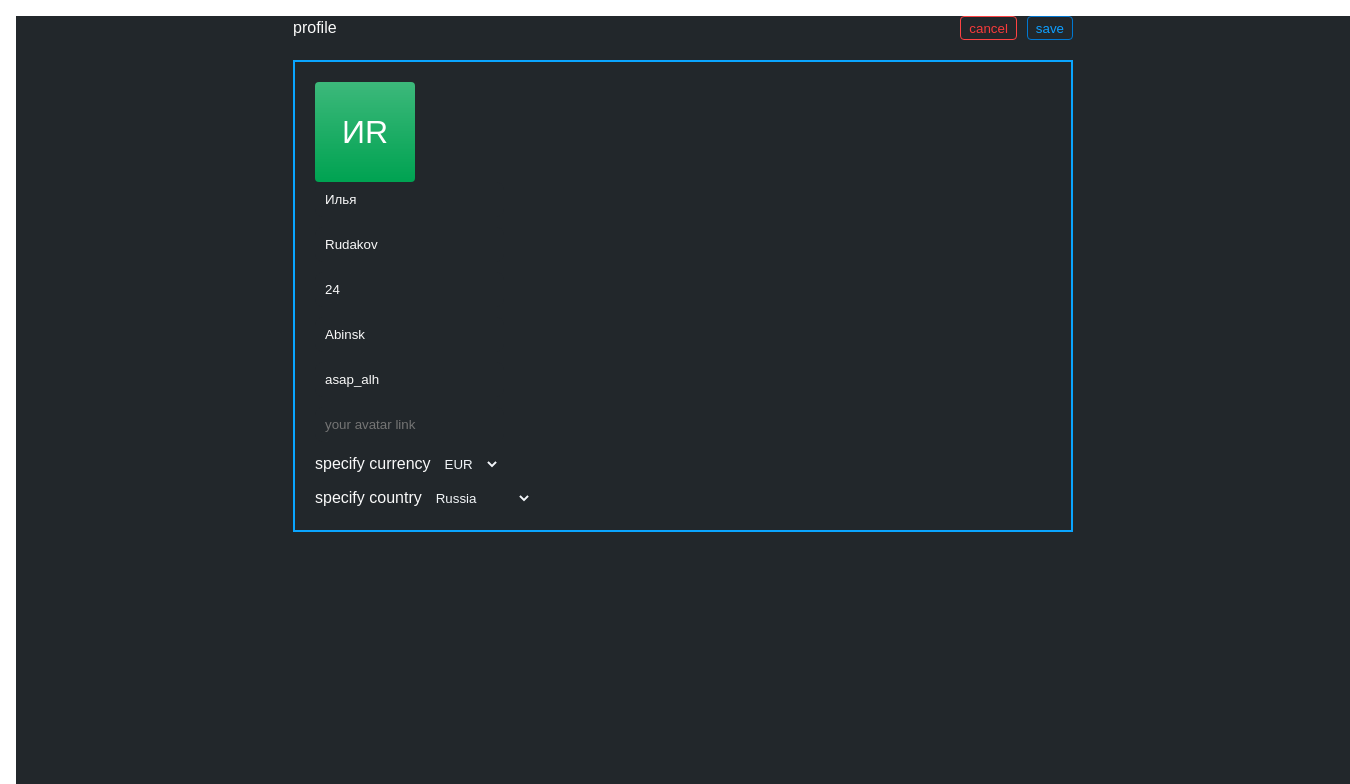 profile cancel save
ИR
Илья
Rudakov
24
Abinsk
asap_alh
your avatar link
specify currency EUR
specify country Russia